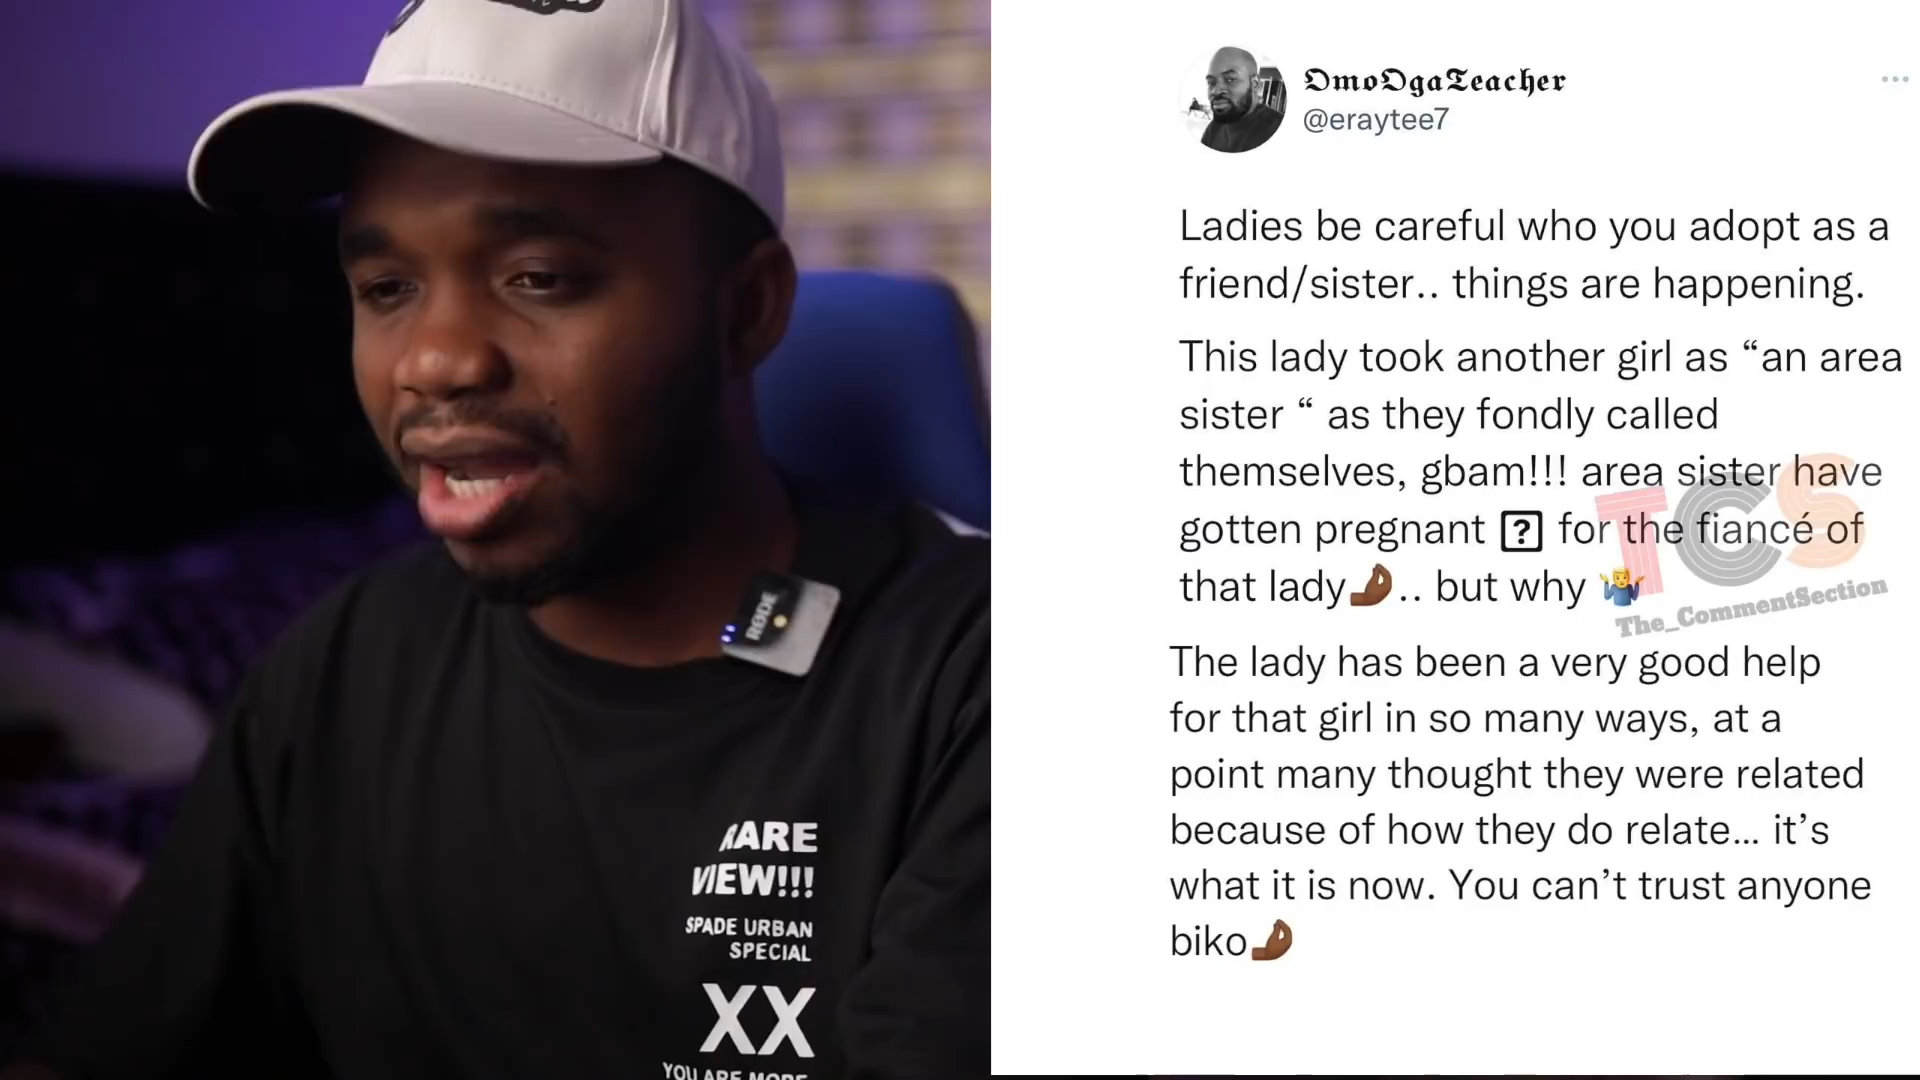 OmoOgaTeacher
@eraytee7
Ladies be careful who you adopt as a
friend/sister.. things are happening.
This lady took another girl as “an area
sister “ as they fondly called
themselves, gbam!!! area sister have
gotten pregnant ? for the fiancé of
that lady🤌🏾.. but why 🤷‍♂️
The lady has been a very good help
for that girl in so many ways, at a
point many thought they were related
because of how they do relate... it’s
what it is now. You can’t trust anyone
biko🤌🏾
TCS
The_CommentSection
RODE
RARE
VIEW!!!
SPADE URBAN
SPECIAL
XX
YOU ARE MORE